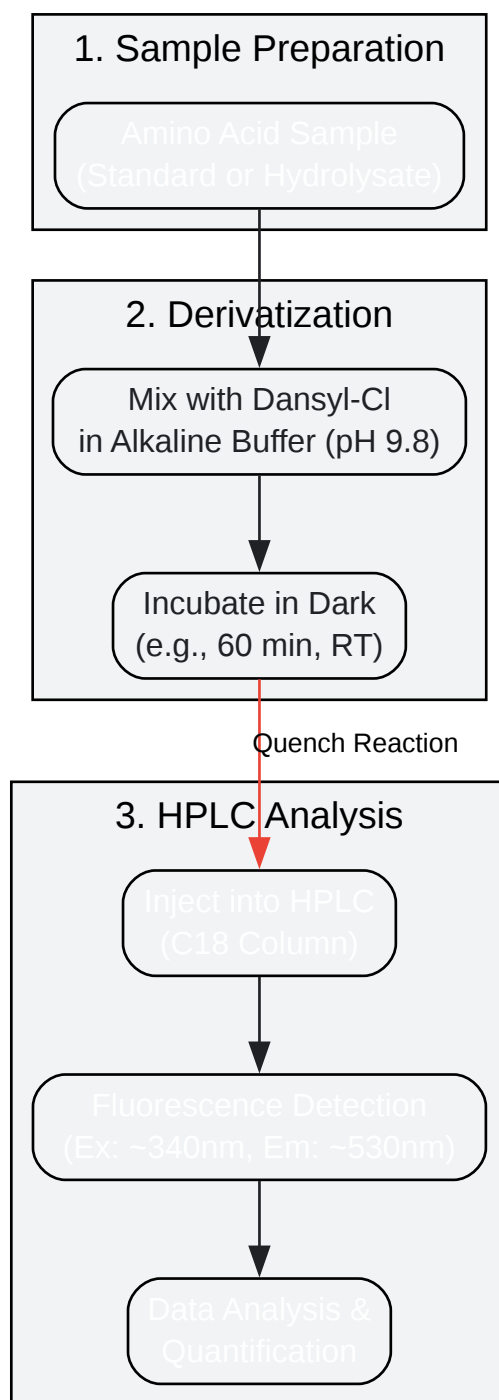 1. Sample Preparation
Amino Acid Sample
(Standard or Hydrolysate)
2. Derivatization
Mix with Dansyl-Cl
in Alkaline Buffer (pH 9.8)
Incubate in Dark
(e.g., 60 min, RT)
Quench Reaction
3. HPLC Analysis
Inject into HPLC
(C18 Column)
Fluorescence Detection
(Ex: ~340nm, Em: ~530nm)
Data Analysis &
Quantification